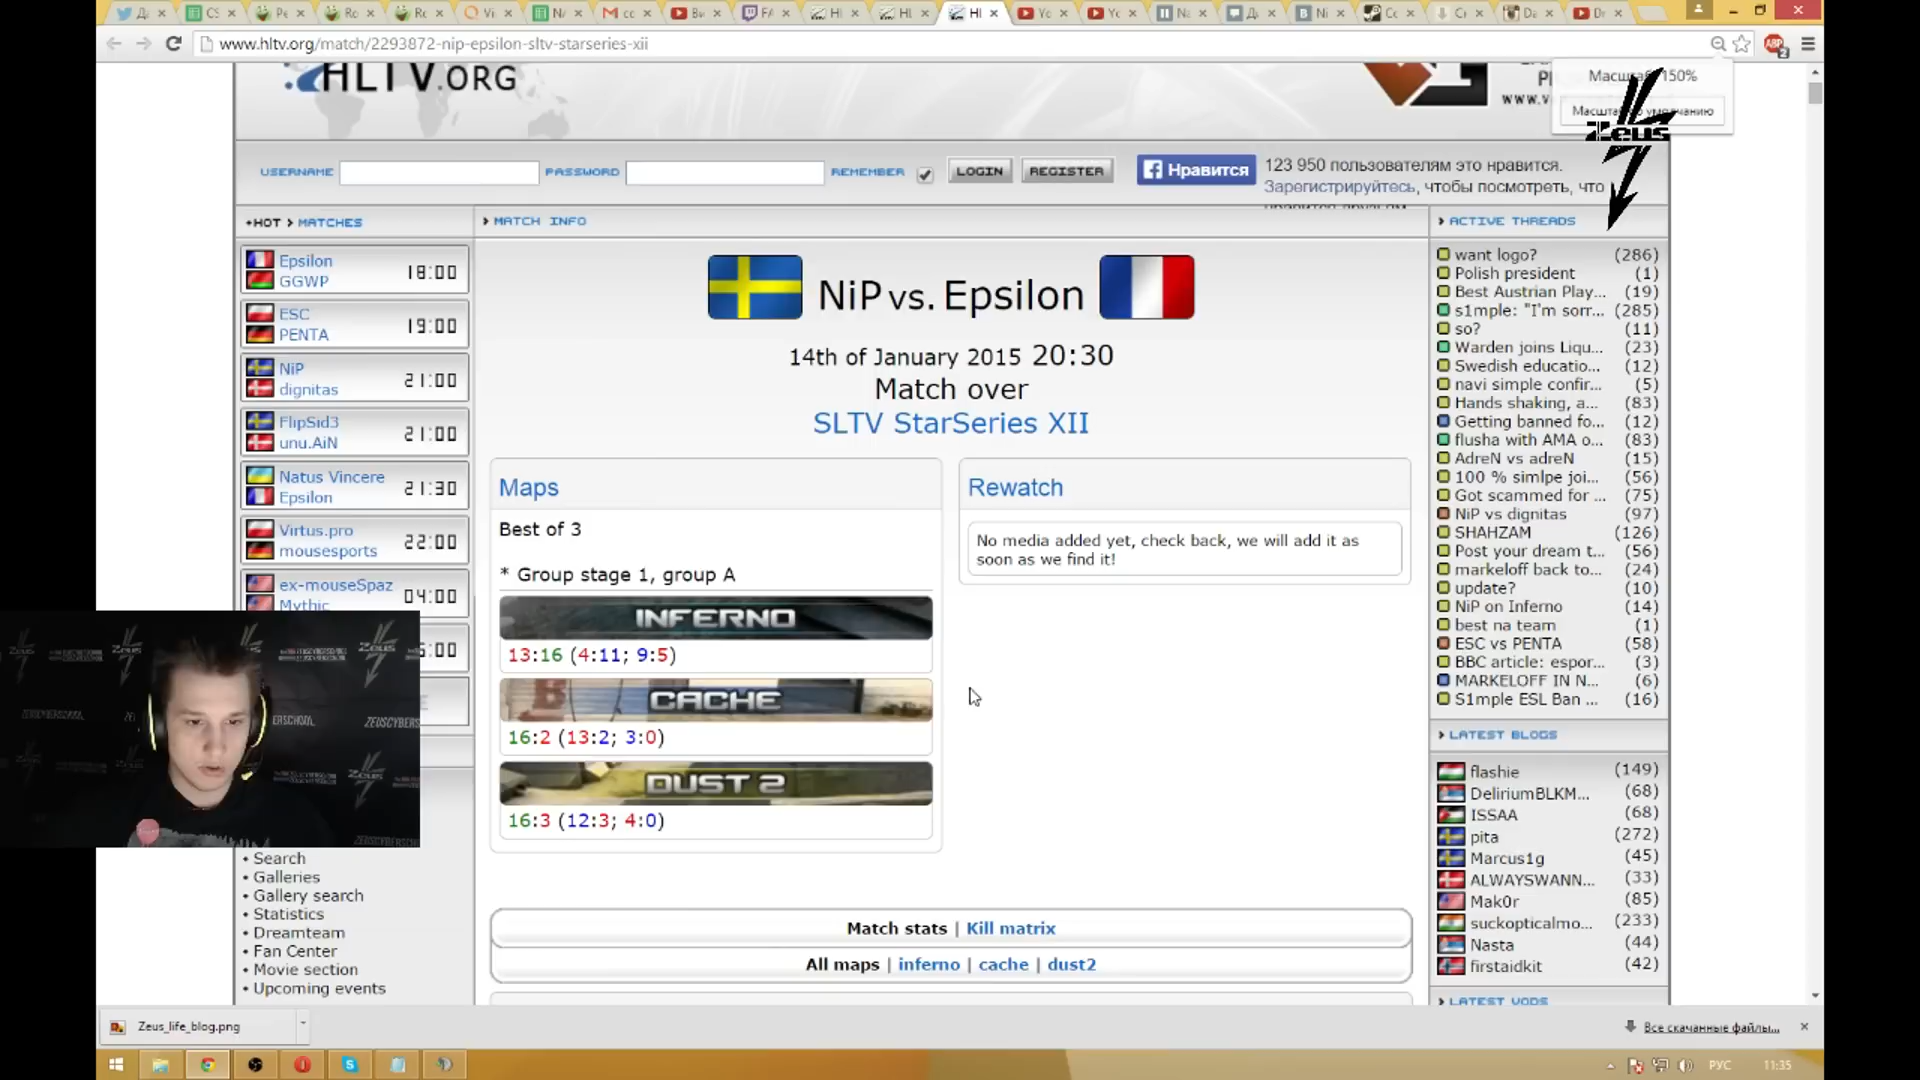 www.hltv.org/match/2293872-nip-epsilon-sltv-starseries-xii
HLTV.ORG
USERNAME
PASSWORD
REMEMBER
LOGIN
REGISTER
Нравится
123 950 пользователям это нравится.
Зарегистрируйтесь, чтобы посмотреть, что
150%
Zeus
HOT > MATCHES
Epsilon
GGWP
18:00
ESC
PENTA
19:00
NiP
dignitas
21:00
FlipSid3
unu.AiN
21:00
Natus Vincere
Epsilon
21:30
Virtus.pro
mousesports
22:00
ex-mouseSpaz
Mythic
04:00
• Search
• Galleries
• Gallery search
• Statistics
• Dreamteam
• Fan Center
• Movie section
• Upcoming events
MATCH INFO
NiP vs. Epsilon
14th of January 2015 20:30
Match over
SLTV StarSeries XII
Maps
Best of 3
* Group stage 1, group A
INFERNO
13:16 (4:11; 9:5)
CACHE
16:2 (13:2; 3:0)
DUST 2
16:3 (12:3; 4:0)
Rewatch
No media added yet, check back, we will add it as
soon as we find it!
Match stats | Kill matrix
All maps | inferno | cache | dust2
ACTIVE THREADS
want logo? (286)
Polish president (1)
Best Austrian Play... (19)
s1mple: "I'm sorr... (285)
so? (11)
Warden joins Liqu... (23)
Swedish educatio... (12)
navi simple confir... (5)
Hands shaking, a... (83)
Getting banned fo... (12)
flusha with AMA o... (83)
AdreN vs adreN (15)
100 % simlpe joi... (56)
Got scammed for ... (75)
NiP vs dignitas (97)
SHAHZAM (126)
Post your dream t... (56)
markeloff back to... (24)
update? (10)
NiP on Inferno (14)
best na team (1)
ESC vs PENTA (58)
BBC article: espor... (3)
MARKELOFF IN N... (6)
S1mple ESL Ban ... (16)
LATEST BLOGS
flashie (149)
DeliriumBLKM... (68)
ISSAA (68)
pita (272)
Marcus1g (45)
ALWAYSWANN... (33)
Mak0r (85)
suckopticalmo... (233)
Nasta (44)
firstaidkit (42)
LATEST VODS
Zeus_life_blog.png
Все скачанные файлы...
РУС
11:35